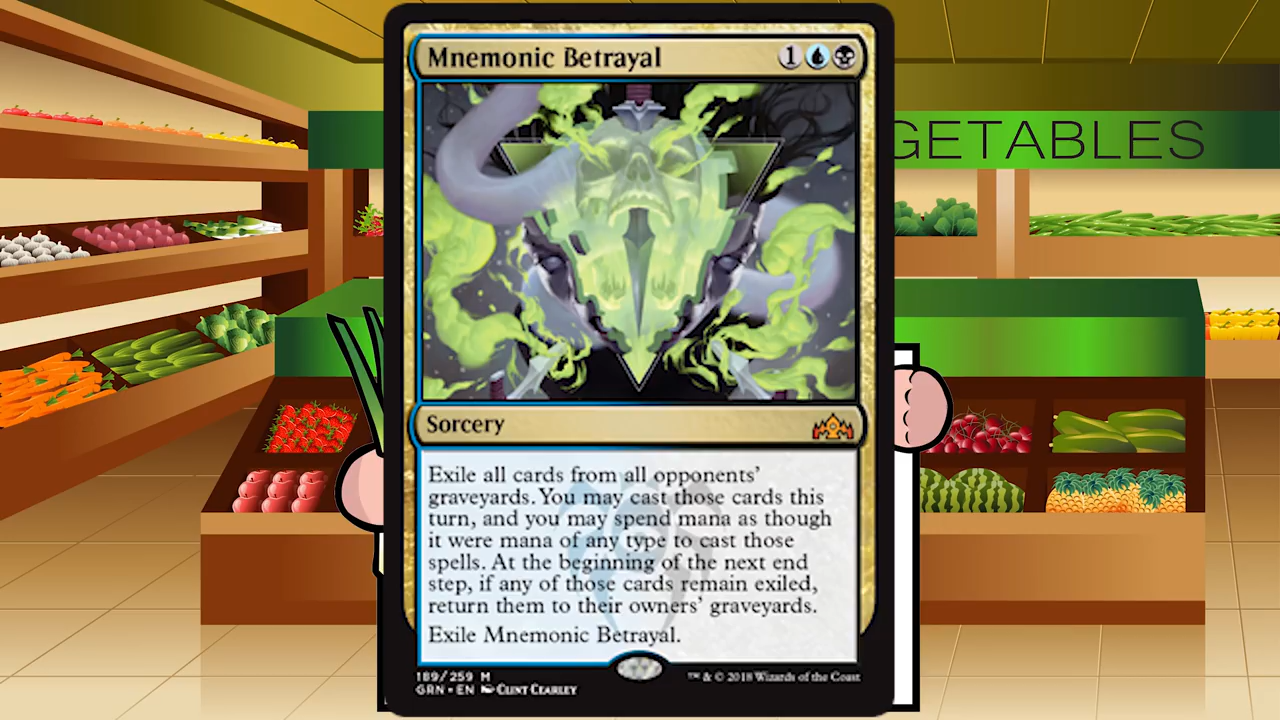 Mnemonic Betrayal 1
GETABLES
Sorcery
Exile all cards from all opponents’
graveyards. You may cast those cards this
turn, and you may spend mana as though
it were mana of any type to cast those
spells. At the beginning of the next end
step, if any of those cards remain exiled,
return them to their owners’ graveyards.
Exile Mnemonic Betrayal.
189/259 M
GRN • EN Clint Cearley
™ & © 2018 Wizards of the Coast